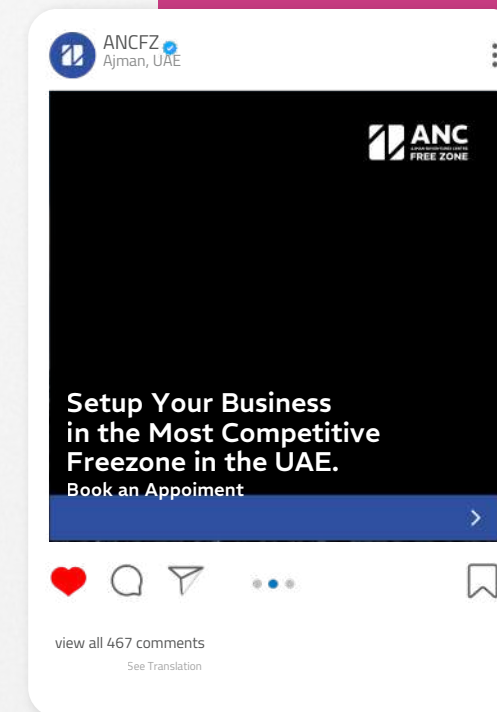 ANCFZ
Ajman, UAE
ANC
FREE ZONE
Setup Your Business
in the Most Competitive
Freezone in the UAE.
Book an Appoiment
view all 467 comments
See Translation